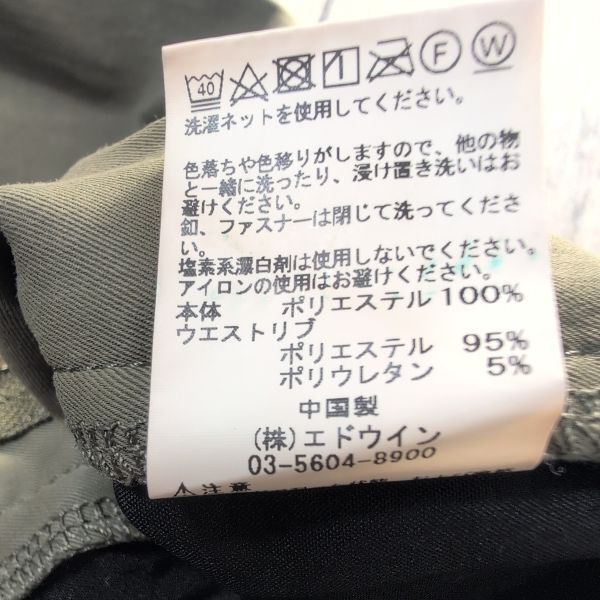 40 F W
洗濯ネットを使用してください。
色落ちや色移りがしますので、他の物
と一緒に洗ったり、浸け置き洗いはお
避けください。
釦、ファスナーは閉じて洗ってくださ
い。
塩素系漂白剤は使用しないでください。
アイロンの使用はお避けください。
本体 ポリエステル100%
ウエストリブ
ポリエステル 95%
ポリウレタン 5%
中国製
(株)エドウイン
03-5604-8900
注意